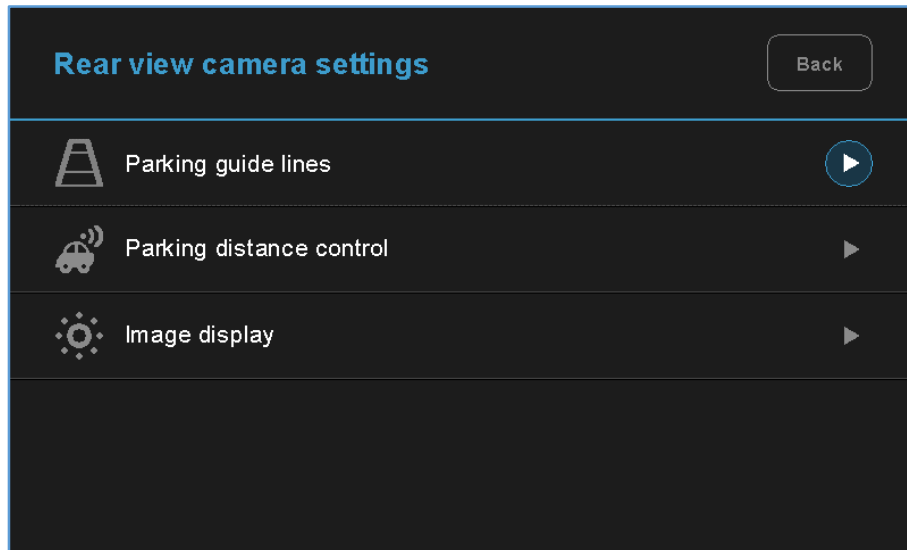 Rear view camera settings
Back
Parking guide lines
Parking distance control
Image display